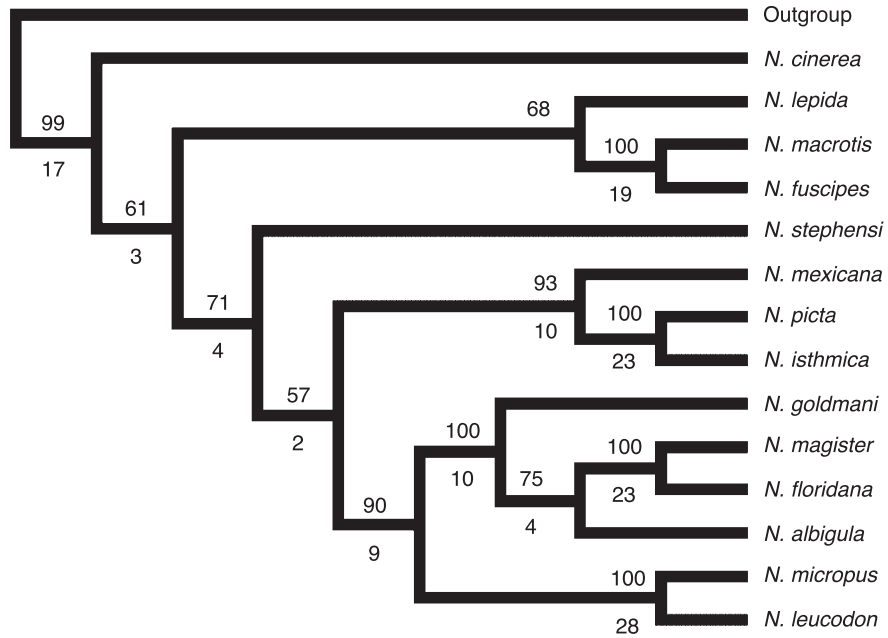 Outgroup
N. cinerea
99
17
N. lepida
68
N. macrotis
100
19
N. fuscipes
61
3
N. stephensi
71
4
N. mexicana
93
10
N. picta
100
23
N. isthmica
57
2
N. goldmani
100
10
N. magister
100
23
N. floridana
75
4
N. albigula
90
9
N. micropus
100
28
N. leucodon